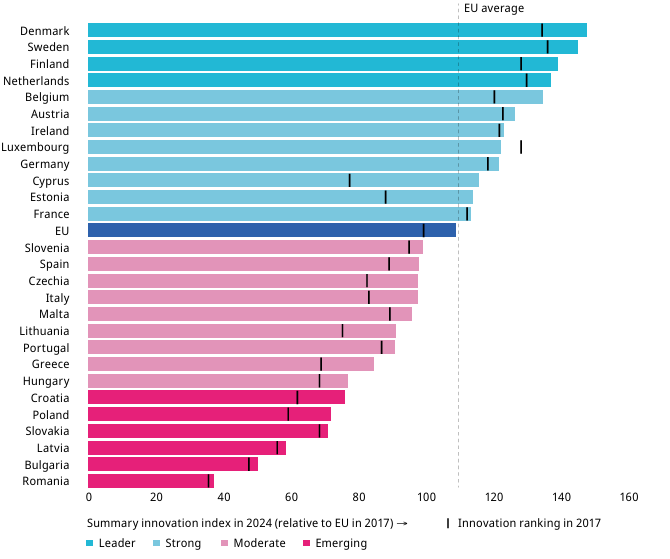 EU average
Denmark
Sweden
Finland
Netherlands
Belgium
Austria
Ireland
Luxembourg
Germany
Cyprus
Estonia
France
EU
Slovenia
Spain
Czechia
Italy
Malta
Lithuania
Portugal
Greece
Hungary
Croatia
Poland
Slovakia
Latvia
Bulgaria
Romania
0 20 40 60 80 100 120 140 160
Summary innovation index in 2024 (relative to EU in 2017) → Innovation ranking in 2017
Leader Strong Moderate Emerging